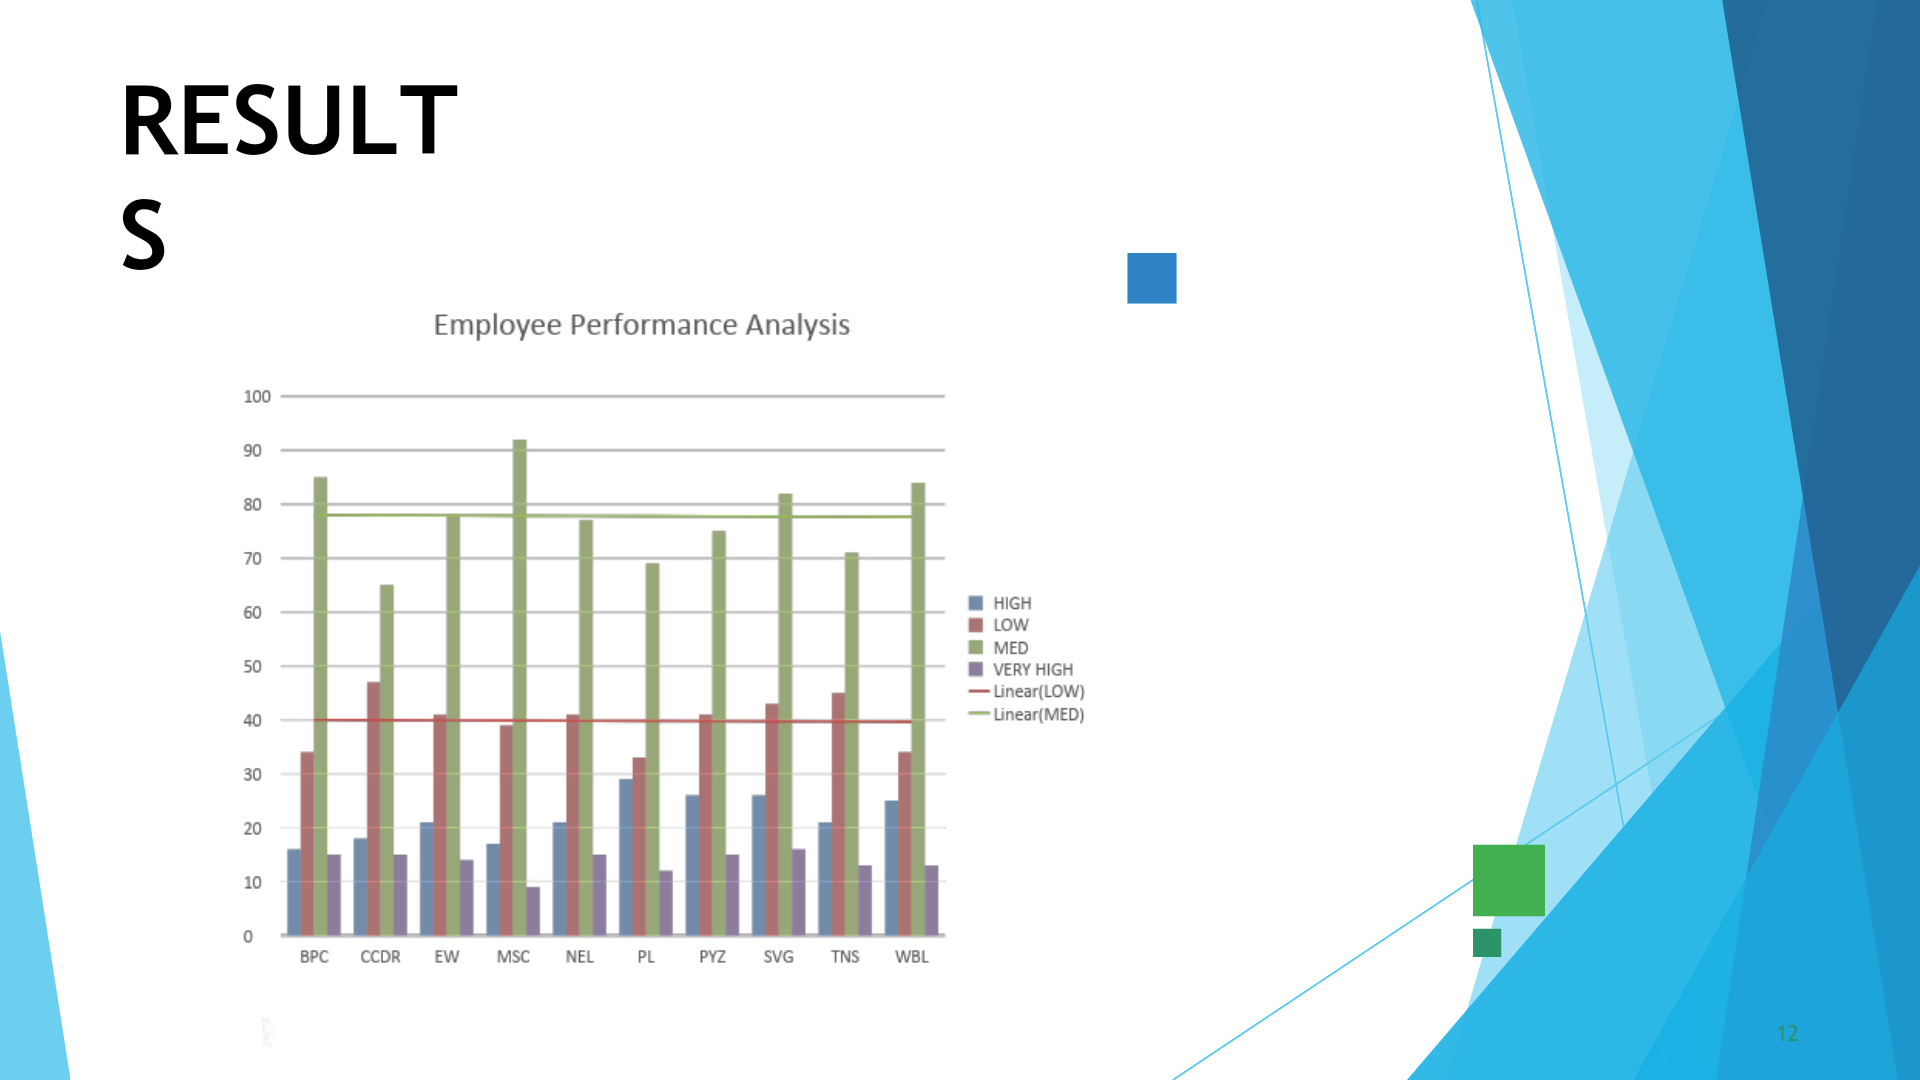 RESULT
S
Employee Performance Analysis
100
90
80
70
60
50
40
30
20
10
0
BPC CCDR EW MSC NEL PL PYZ SVG TNS WBL
HIGH
LOW
MED
VERY HIGH
Linear(LOW)
Linear(MED)
12